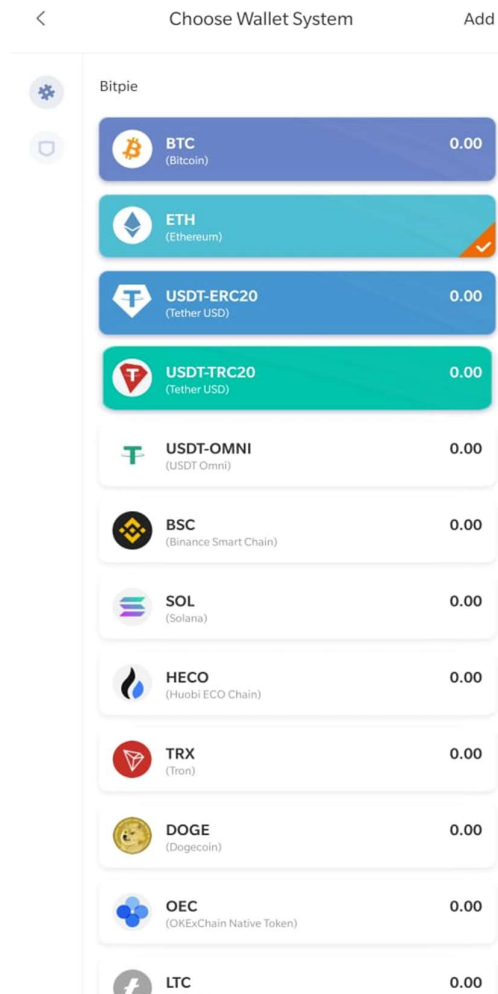 Choose Wallet System Add
Bitpie
BTC 0.00
(Bitcoin)
ETH
(Ethereum)
USDT-ERC20 0.00
(Tether USD)
USDT-TRC20 0.00
(Tether USD)
USDT-OMNI 0.00
(USDT Omni)
BSC 0.00
(Binance Smart Chain)
SOL 0.00
(Solana)
HECO 0.00
(Huobi ECO Chain)
TRX 0.00
(Tron)
DOGE 0.00
(Dogecoin)
OEC 0.00
(OKExChain Native Token)
LTC 0.00